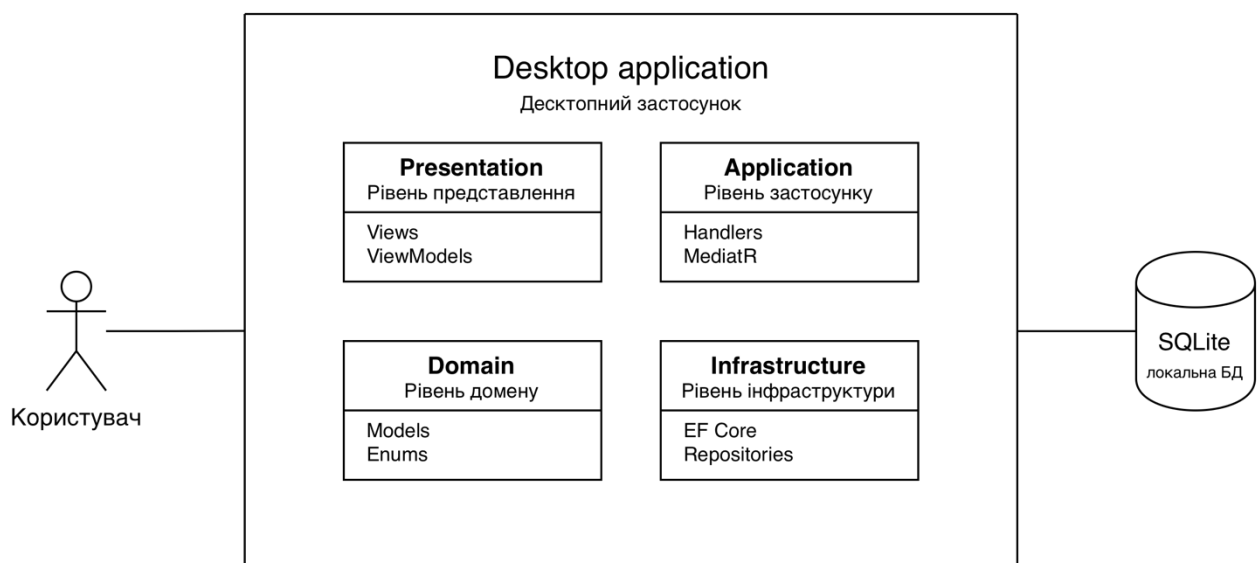 Desktop application
Десктопний застосунок
Presentation
Рівень представлення
Views
ViewModels
Application
Рівень застосунку
Handlers
MediatR
Domain
Рівень домену
Models
Enums
Infrastructure
Рівень інфраструктури
EF Core
Repositories
Користувач
SQLite
локальна БД